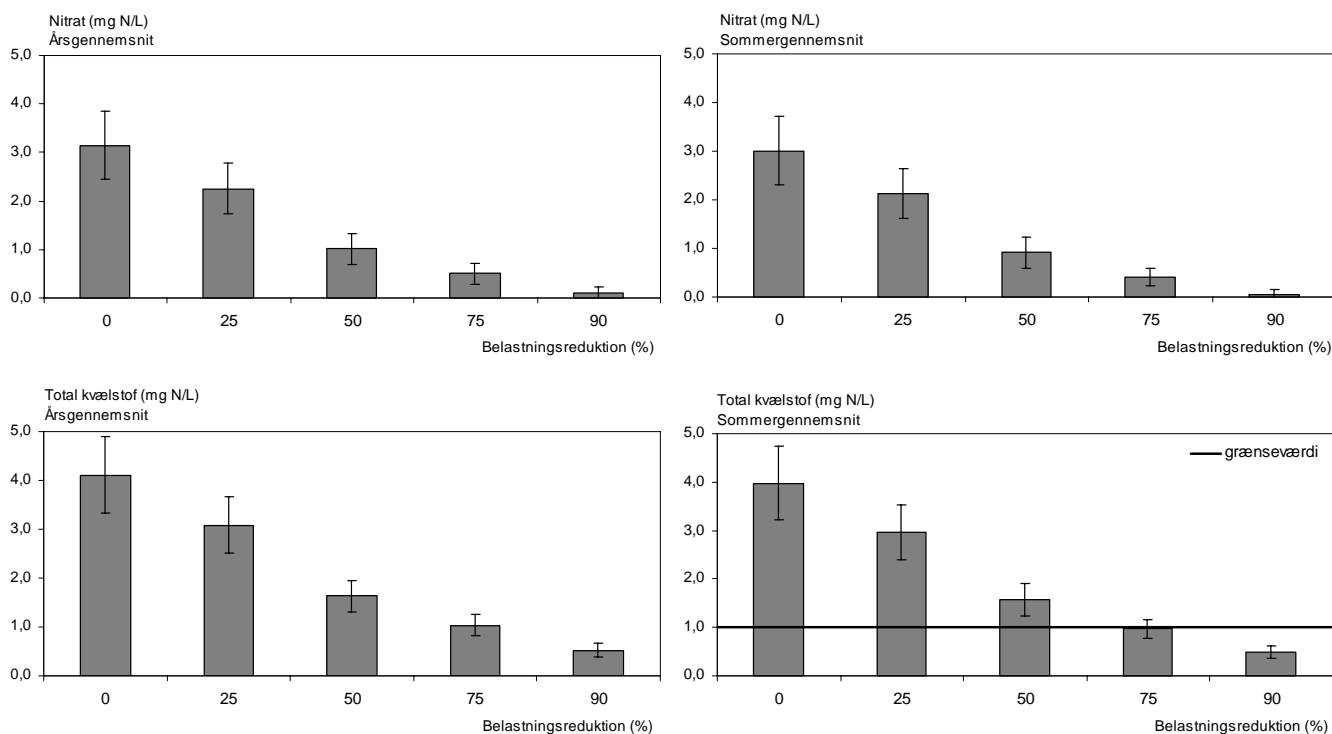 Nitrat (mg N/L)
Årsgennemsnit
5,0
4,0
3,0
2,0
1,0
0,0
0 25 50 75 90
Belastningsreduktion (%)
Nitrat (mg N/L)
Sommergennemsnit
5,0
4,0
3,0
2,0
1,0
0,0
0 25 50 75 90
Belastningsreduktion (%)
Total kvælstof (mg N/L)
Årsgennemsnit
5,0
4,0
3,0
2,0
1,0
0,0
0 25 50 75 90
Belastningsreduktion (%)
Total kvælstof (mg N/L)
Sommergennemsnit
5,0
grænseværdi
4,0
3,0
2,0
1,0
0,0
0 25 50 75 90
Belastningsreduktion (%)